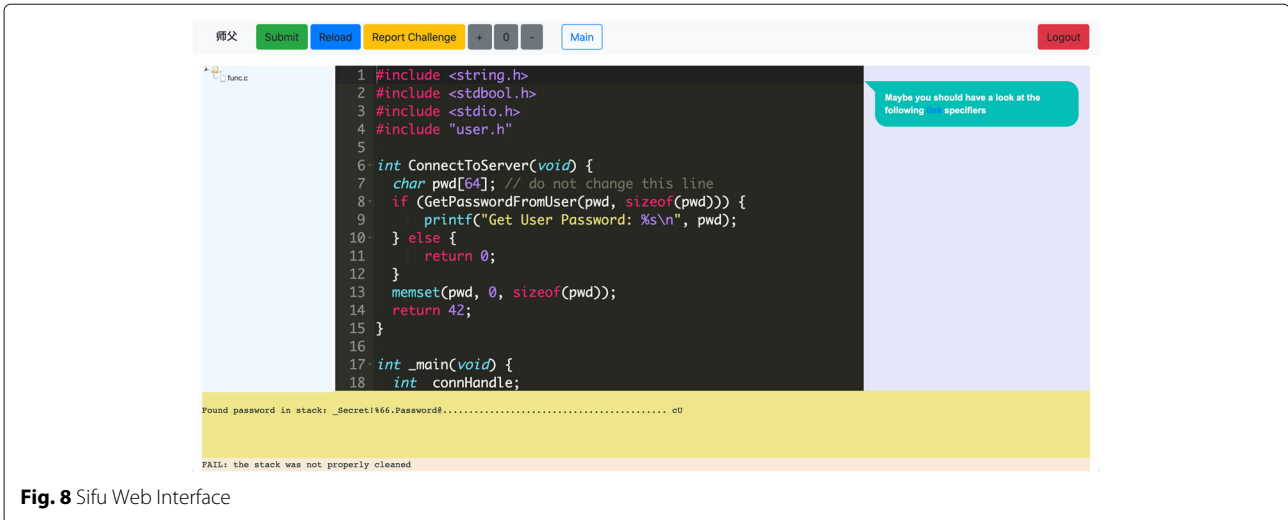 师父 Submit Reload Report Challenge + 0 - Main Logout
func.c
1 #include <string.h>
2 #include <stdbool.h>
3 #include <stdio.h>
4 #include "user.h"
5
6 int ConnectToServer(void) {
7 char pwd[64]; // do not change this line
8 if (GetPasswordFromUser(pwd, sizeof(pwd))) {
9 printf("Get User Password: %s\n", pwd);
10 } else {
11 return 0;
12 }
13 memset(pwd, 0, sizeof(pwd));
14 return 42;
15 }
16
17 int _main(void) {
18 int connHandle;
Maybe you should have a look at the
following link specifiers
Found password in stack: _Secret!%66.Password@.......................................... cU
FAIL: the stack was not properly cleaned
Fig. 8 Sifu Web Interface